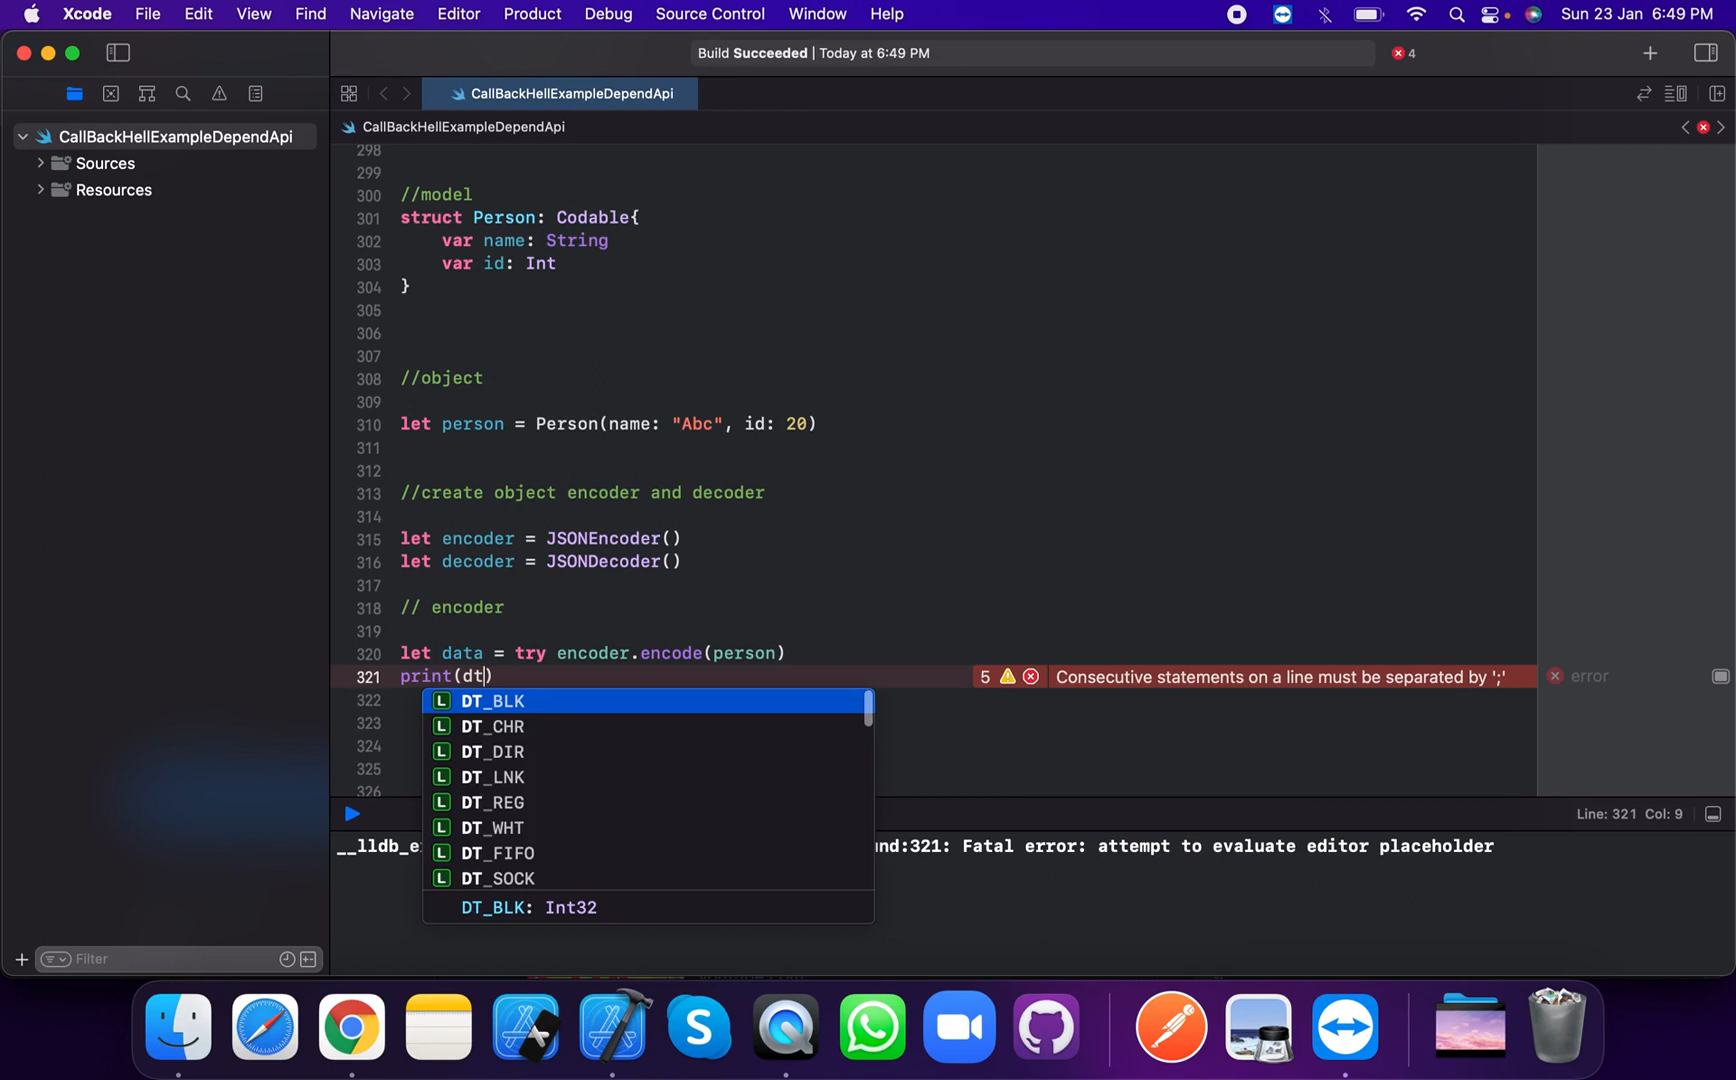 Xcode File Edit View Find Navigate Editor Product Debug Source Control Window Help Sun 23 Jan 6:49 PM
Build Succeeded | Today at 6:49 PM 4
CallBackHellExampleDependApi
CallBackHellExampleDependApi
CallBackHellExampleDependApi
Sources
Resources
298
299
300 //model
301 struct Person: Codable{
302 var name: String
303 var id: Int
304 }
305
306
307
308 //object
309
310 let person = Person(name: "Abc", id: 20)
311
312
313 //create object encoder and decoder
314
315 let encoder = JSONEncoder()
316 let decoder = JSONDecoder()
317
318 // encoder
319
320 let data = try encoder.encode(person)
321 print(dt) 5 Consecutive statements on a line must be separated by ';' error
322
323
324
325
326
L DT_BLK
L DT_CHR
L DT_DIR
L DT_LNK
L DT_REG
L DT_WHT
L DT_FIFO
L DT_SOCK
DT_BLK: Int32
Line: 321 Col: 9
__lldb_e nd:321: Fatal error: attempt to evaluate editor placeholder
Filter